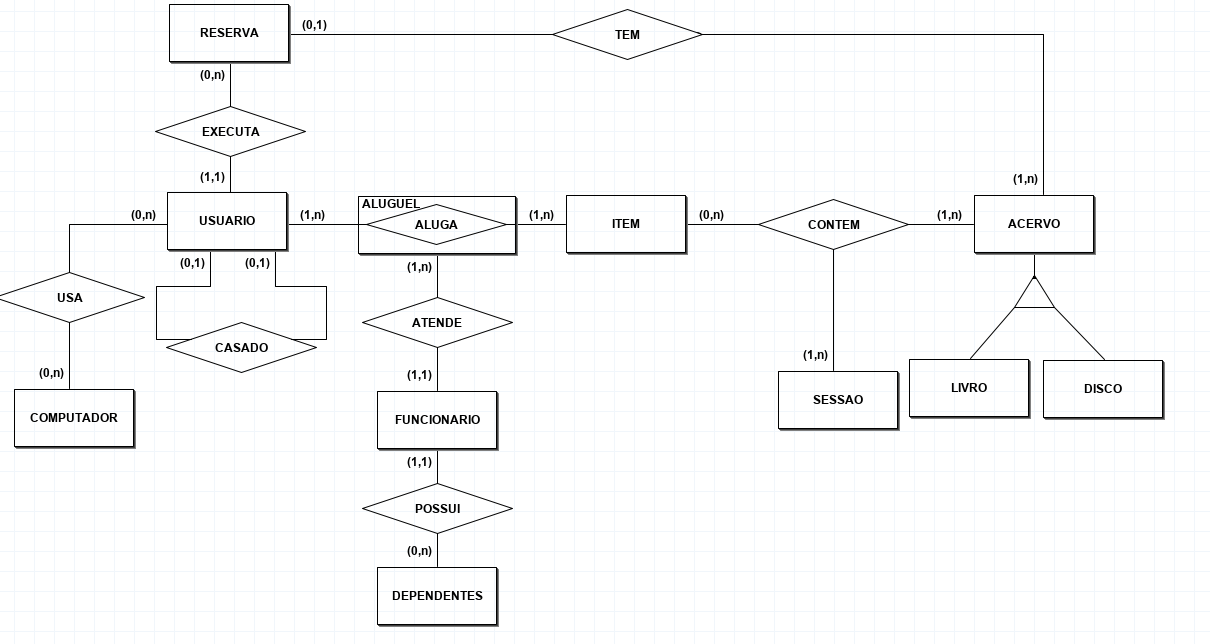 RESERVA
(0,1)
TEM
(0,n)
EXECUTA
(1,1)
(1,n)
USUARIO
(0,n)
(1,n)
ALUGUEL
ALUGA
(1,n)
ITEM
(0,n)
CONTEM
(1,n)
ACERVO
(0,1)
(0,1)
(1,n)
USA
ATENDE
CASADO
(1,n)
(0,n)
(1,1)
COMPUTADOR
FUNCIONARIO
SESSAO
LIVRO
DISCO
(1,1)
POSSUI
(0,n)
DEPENDENTES